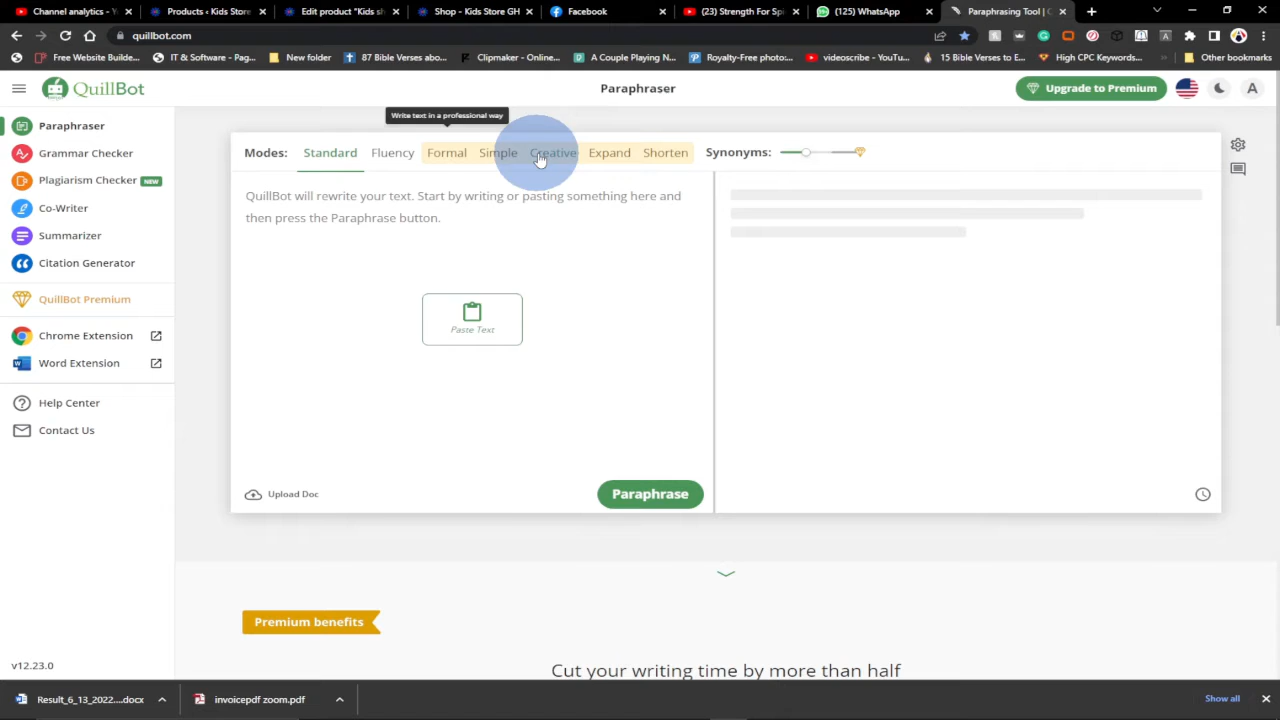 Channel analytics - Y
Products ‹ Kids Store
Edit product "Kids sh
Shop - Kids Store GH
Facebook
(23) Strength For Spi
(125) WhatsApp
Paraphrasing Tool |
quillbot.com
Free Website Builde...
IT & Software - Pag...
New folder
87 Bible Verses abo...
Clipmaker - Online...
A Couple Playing N...
Royalty-Free photo:...
videoscribe - YouTu...
15 Bible Verses to E...
High CPC Keywords...
»
Other bookmarks
QuillBot
Paraphraser
Upgrade to Premium
A
Write text in a professional way
Paraphraser
Grammar Checker
Plagiarism Checker NEW
Co-Writer
Summarizer
Citation Generator
QuillBot Premium
Chrome Extension
Word Extension
Help Center
Contact Us
v12.23.0
Modes: Standard Fluency Formal Simple Creative Expand Shorten Synonyms:
QuillBot will rewrite your text. Start by writing or pasting something here and
then press the Paraphrase button.
Paste Text
Upload Doc
Paraphrase
Premium benefits
Cut your writing time by more than half
Result_6_13_2022....docx
invoicepdf zoom.pdf
Show all